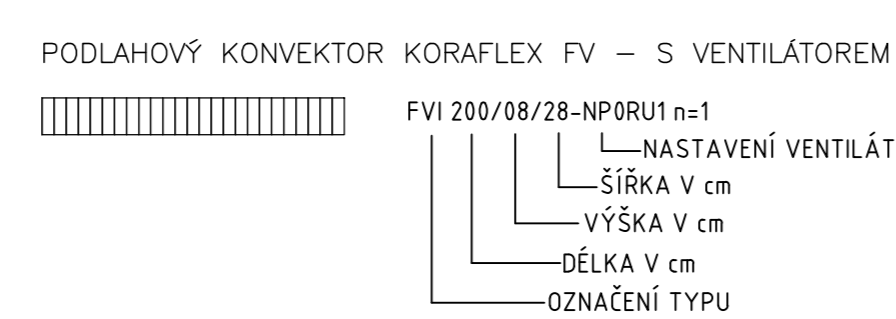 PODLAHOVÝ KONVEKTOR KORAFLEX FV – S VENTILÁTOREM
FVI 200/08/28-NP0RU1 n=1
NASTAVENÍ VENTILÁT
ŠÍŘKA V cm
VÝŠKA V cm
DÉLKA V cm
OZNAČENÍ TYPU